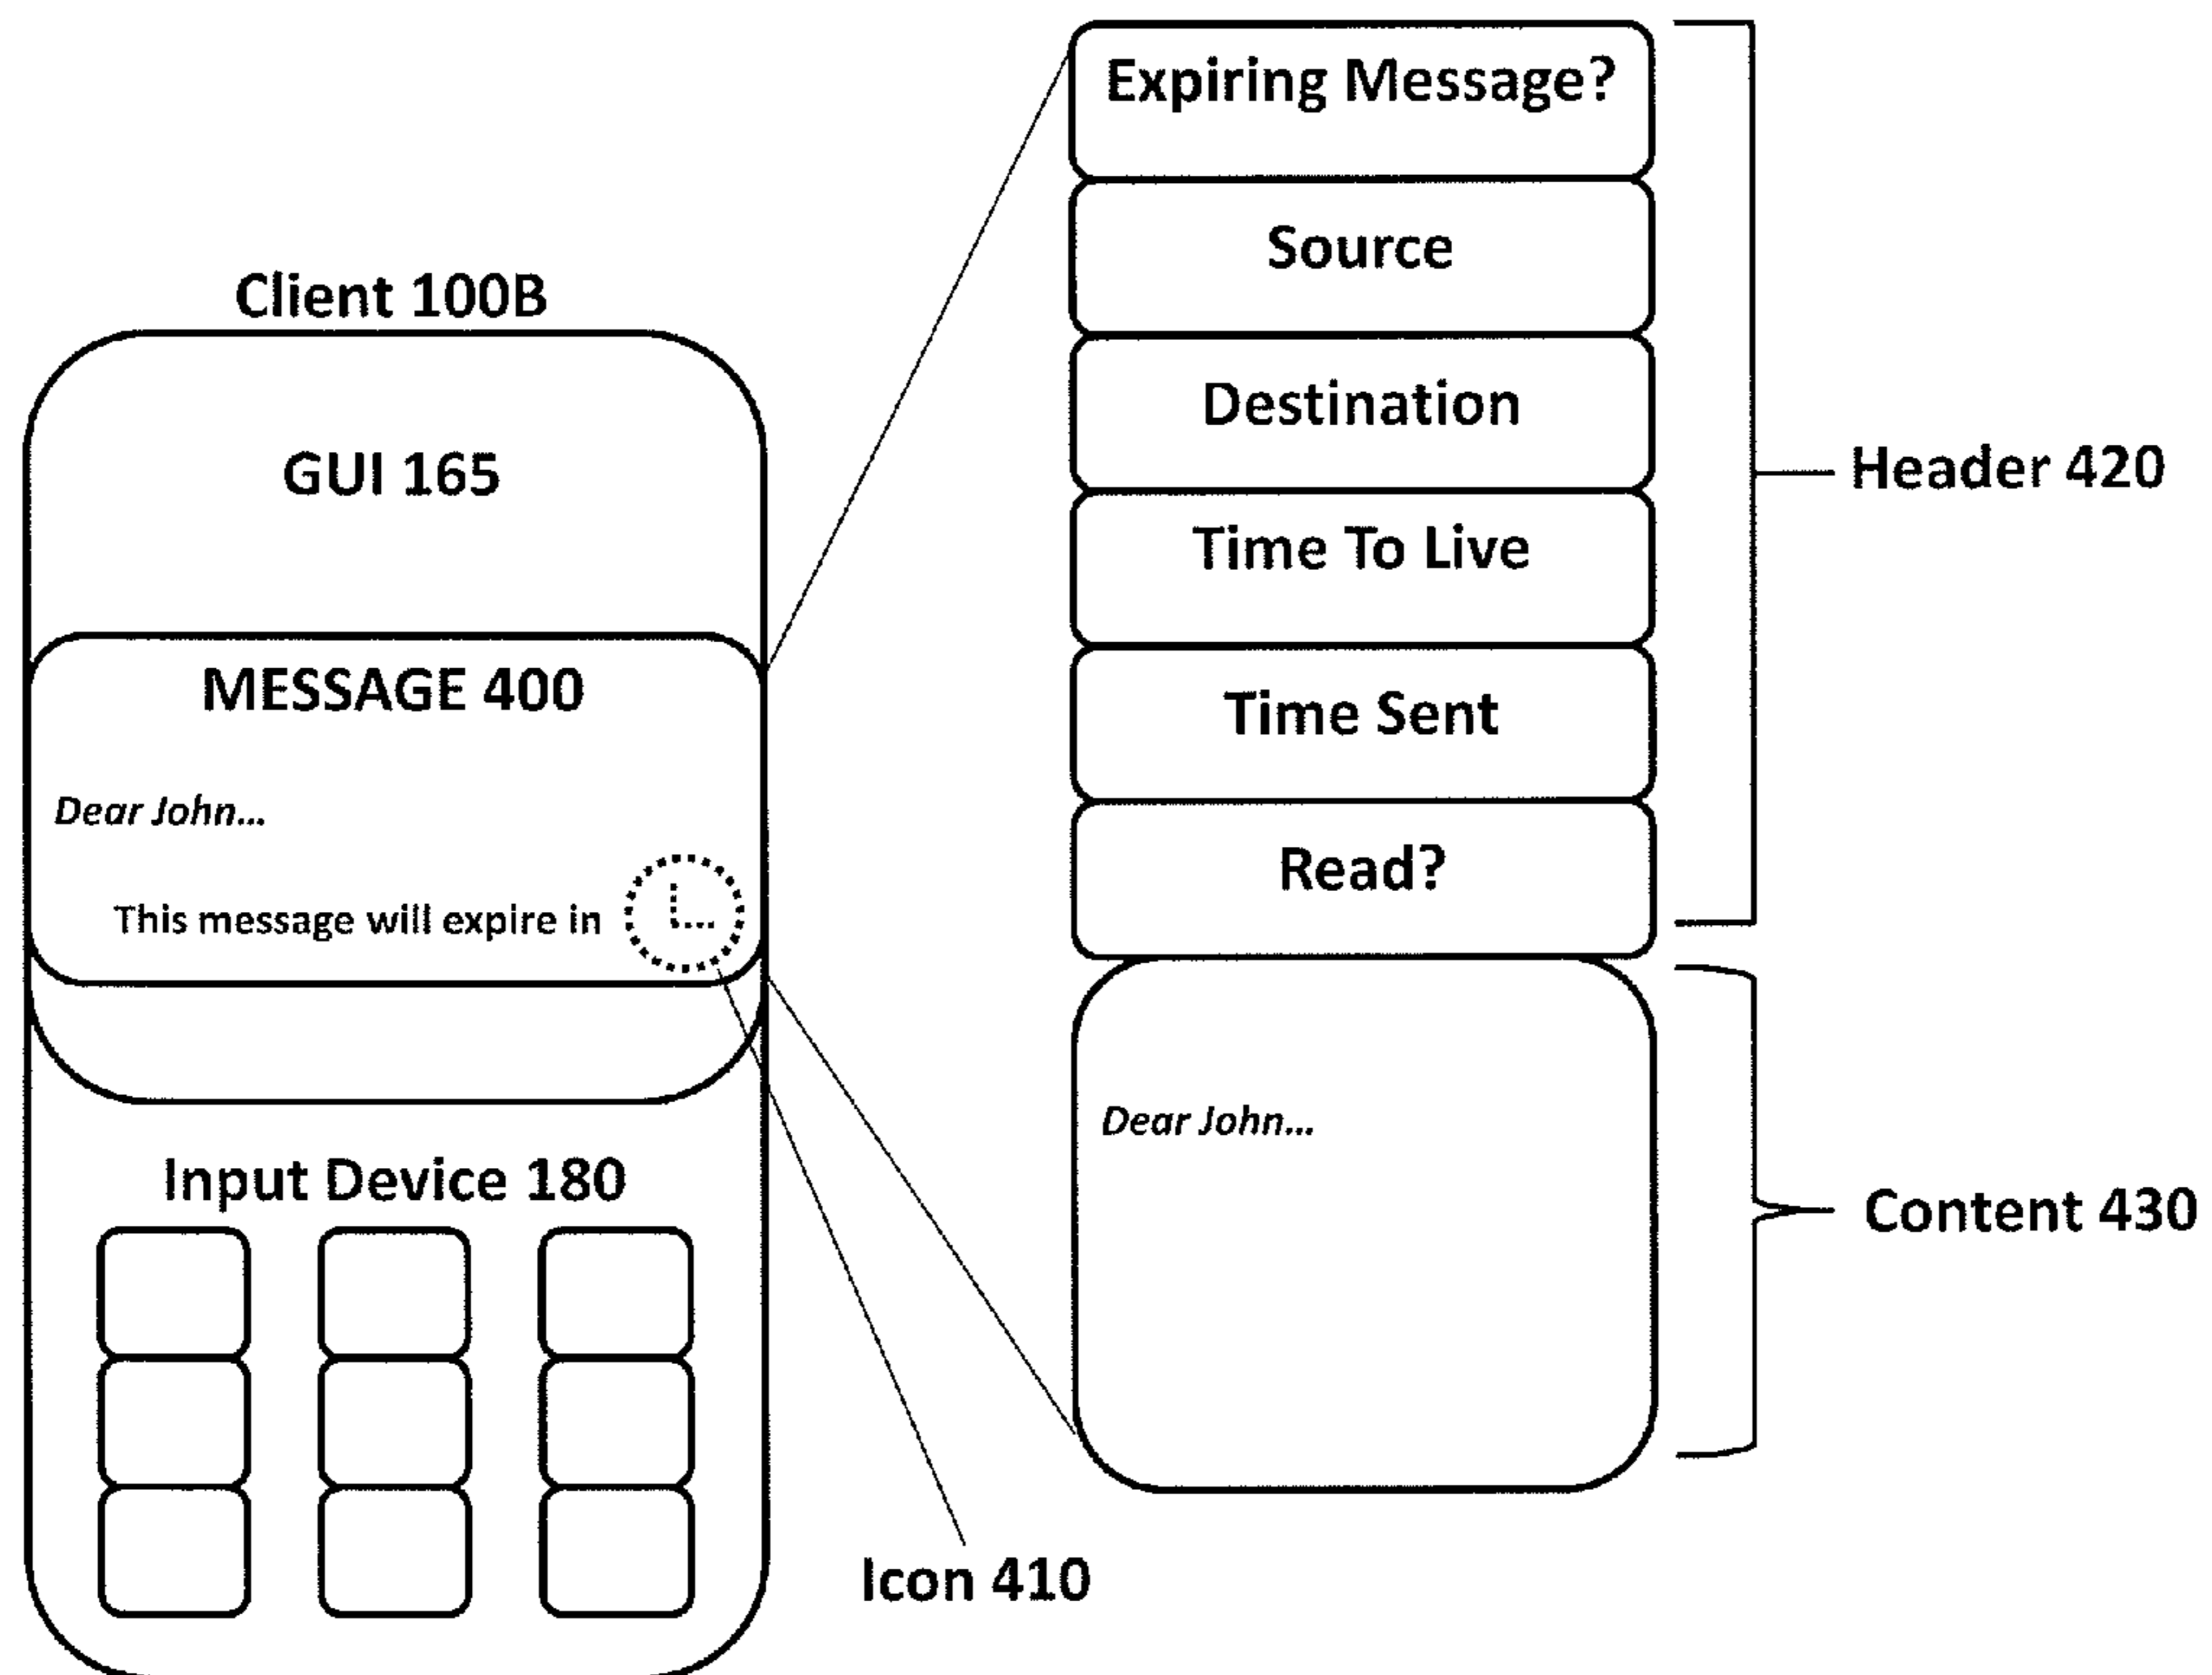 Client 100B
GUI 165
MESSAGE 400
Dear John...
This message will expire in
Input Device 180
Icon 410
Expiring Message?
Source
Destination
Time To Live
Time Sent
Read?
Header 420
Dear John...
Content 430